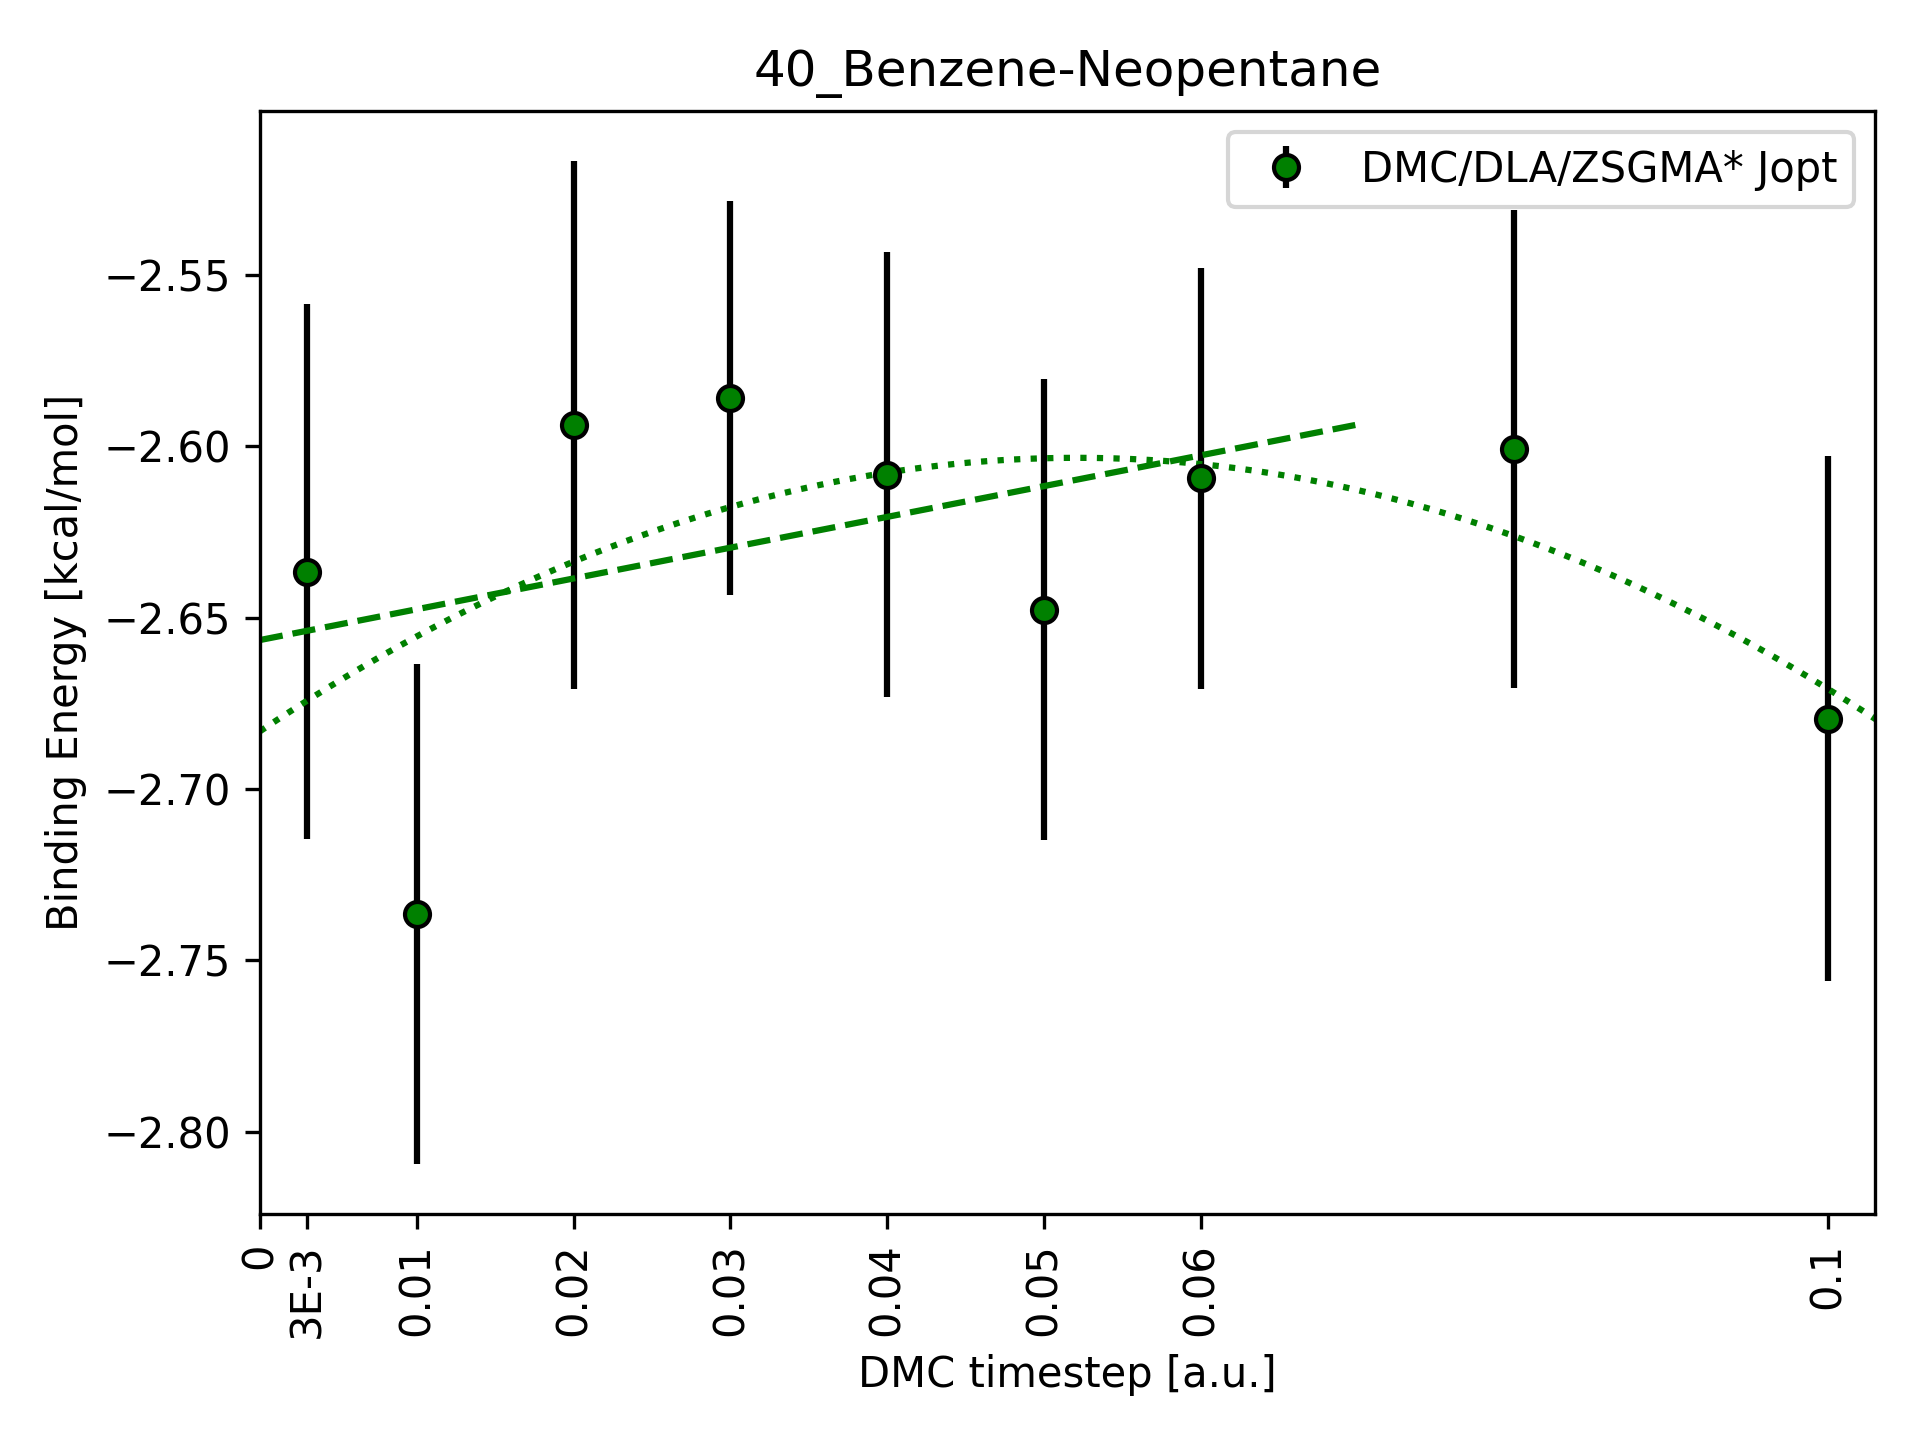 40_Benzene-Neopentane
DMC/DLA/ZSGMA* Jopt
Binding Energy [kcal/mol]
−2.55
−2.60
−2.65
−2.70
−2.75
−2.80
0
3E-3
0.01
0.02
0.03
0.04
0.05
0.06
0.1
DMC timestep [a.u.]